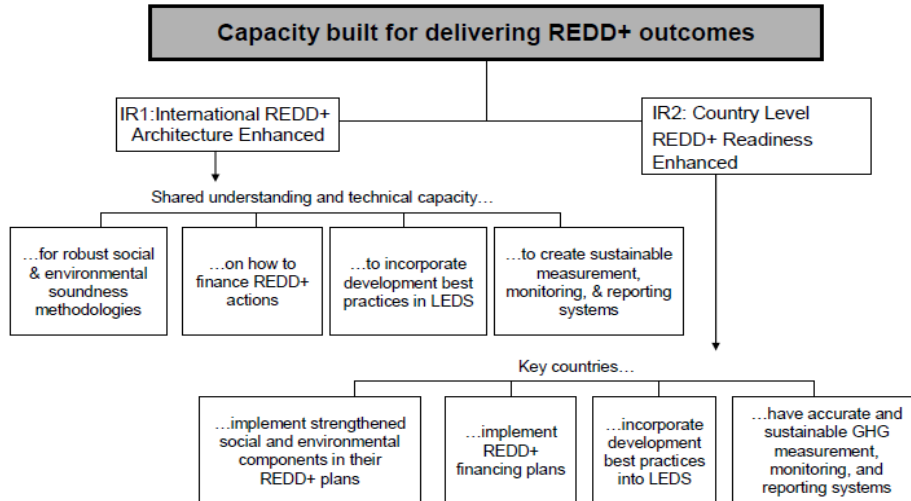 Capacity built for delivering REDD+ outcomes
IR1:International REDD+
Architecture Enhanced
IR2: Country Level
REDD+ Readiness
Enhanced
Shared understanding and technical capacity…
…for robust social
& environmental
soundness
methodologies
…on how to
finance REDD+
actions
…to incorporate
development best
practices in LEDS
…to create sustainable
measurement,
monitoring, & reporting
systems
Key countries…
…implement strengthened
social and environmental
components in their
REDD+ plans
…implement
REDD+
financing plans
…incorporate
development
best practices
into LEDS
…have accurate and
sustainable GHG
measurement,
monitoring, and
reporting systems